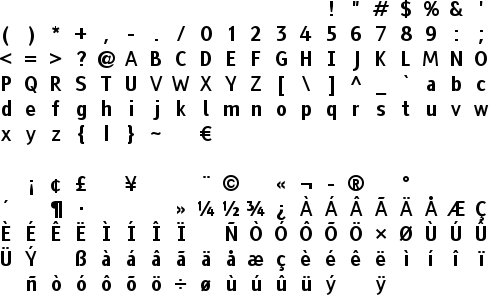 ! " # $ % & '
( ) * + , - . / 0 1 2 3 4 5 6 7 8 9 : ;
< = > ? @ A B C D E F G H I J K L M N O
P Q R S T U V W X Y Z [ \ ] ^ _ ` a b c
d e f g h i j k l m n o p q r s t u v w
x y z { | } ~ €
¡ ¢ £ ¥ ¨ © « ¬ - ® °
´ ¶ · » ¼ ½ ¾ ¿ À Á Â Ã Ä Å Æ Ç
È É Ê Ë Ì Í Î Ï Ñ Ò Ó Ô Õ Ö × Ø Ù Ú Û
Ü Ý ß à á â ã ä å æ ç è é ê ë ì í î ï
ñ ò ó ô õ ö ÷ ø ù ú û ü ý ÿ